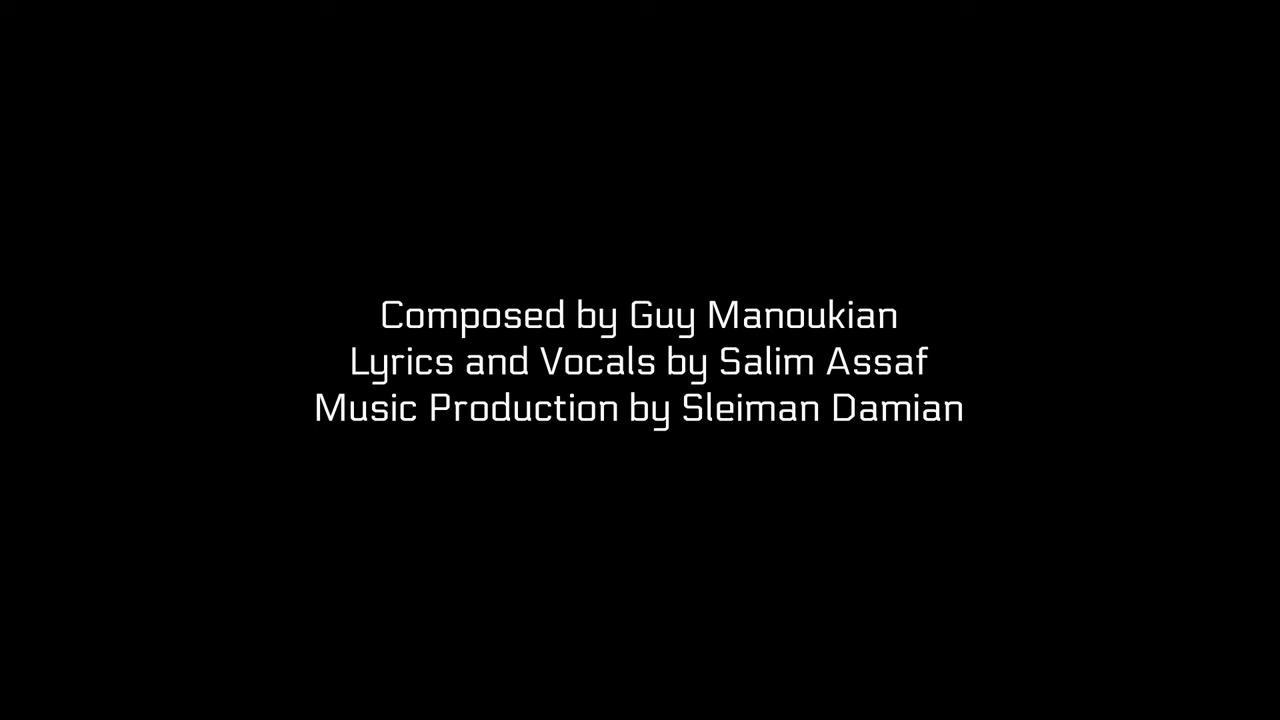 Composed by Guy Manoukian
Lyrics and Vocals by Salim Assaf
Music Production by Sleiman Damian